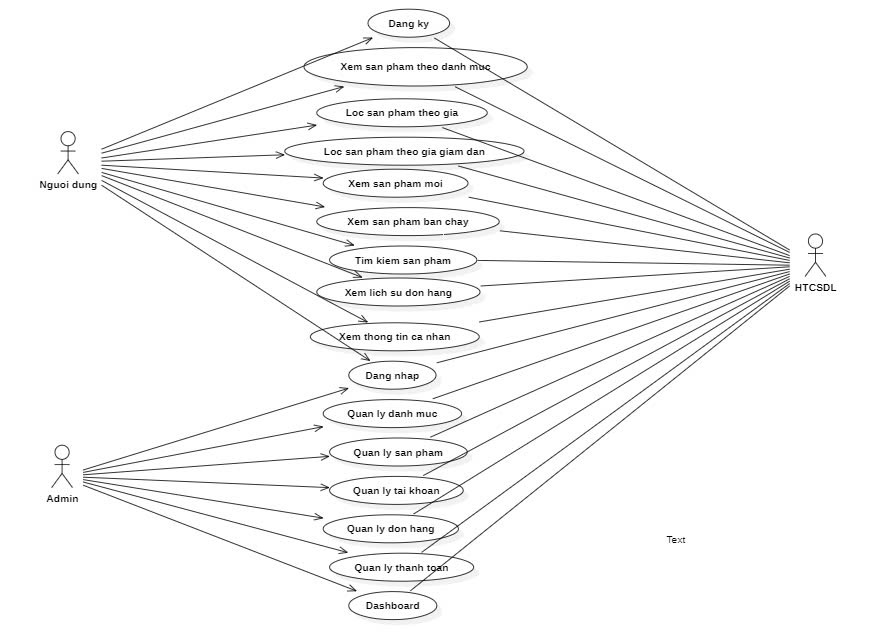 Dang ky
Xem san pham theo danh muc
Loc san pham theo gia
Loc san pham theo gia giam dan
Xem san pham moi
Nguoi dung
Xem san pham ban chay
Tim kiem san pham
HTCSDL
Xem lich su don hang
Xem thong tin ca nhan
Dang nhap
Quan ly danh muc
Quan ly san pham
Quan ly tai khoan
Admin
Quan ly don hang
Text
Quan ly thanh toan
Dashboard